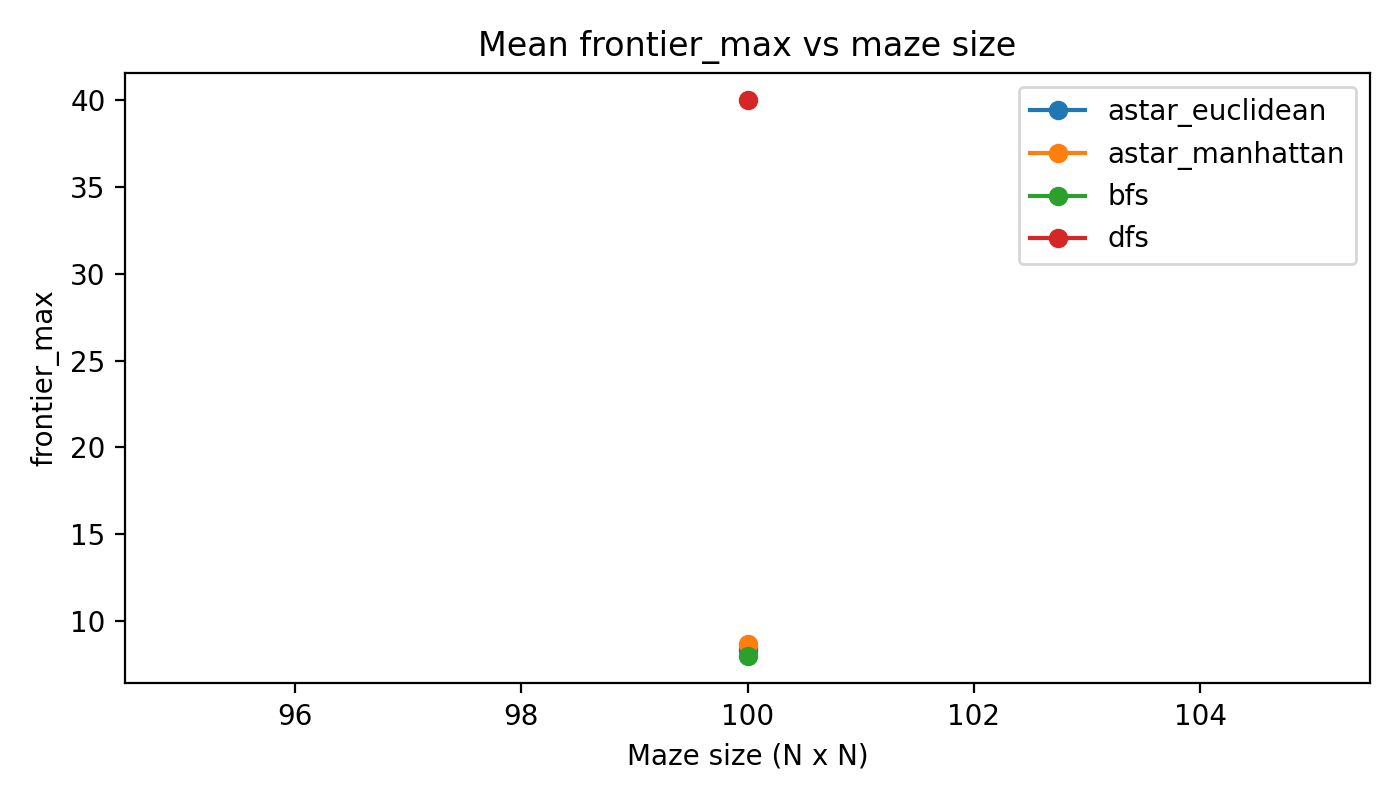 Mean frontier_max vs maze size
astar_euclidean
astar_manhattan
bfs
dfs
frontier_max
40
35
30
25
20
15
10
96 98 100 102 104
Maze size (N x N)